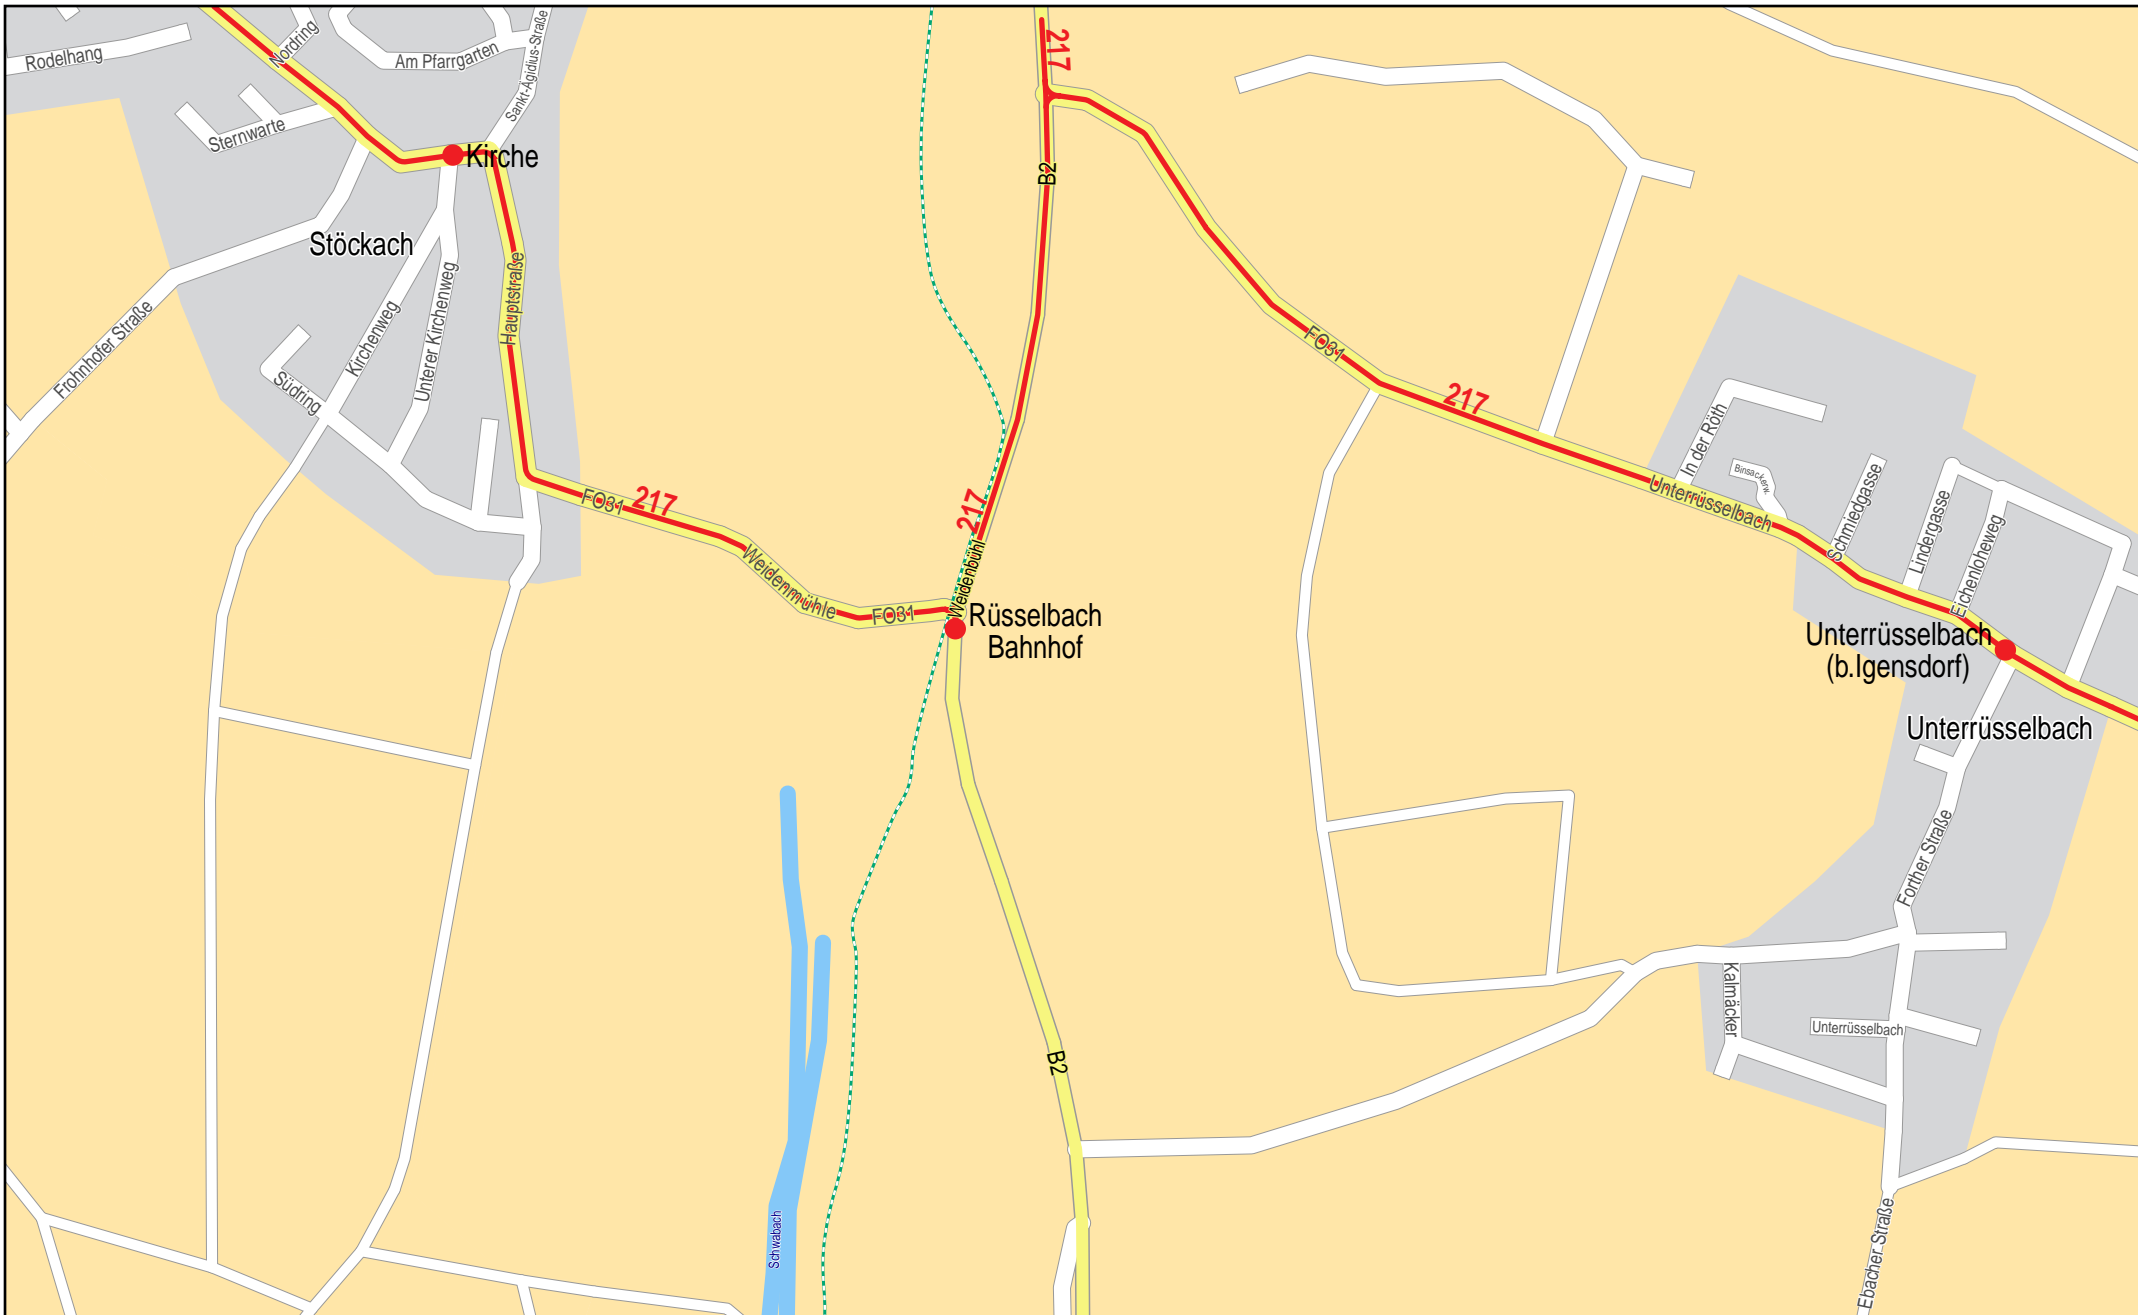 Rodelhang
Nordring
Am Pfarrgarten
Sankt-Ägidius-Straße
217
Sternwarte
Kirche
B2
Stöckach
Frohnhofer Straße
Kirchenweg
Unterer Kirchenweg
Hauptstraße
Südring
FO31
217
In der Röth
Binsackerw.
Schmiedgasse
Lindergasse
Eichenloheweg
Unterrüsselbach
FO31
217
217
Weidenmühle
FO31
Weidenbühl
Rüsselbach
Bahnhof
Unterrüsselbach
(b.Igensdorf)
Unterrüsselbach
Forther Straße
Kalmäcker
Unterrüsselbach
B2
Schwabach
Ebacher Straße